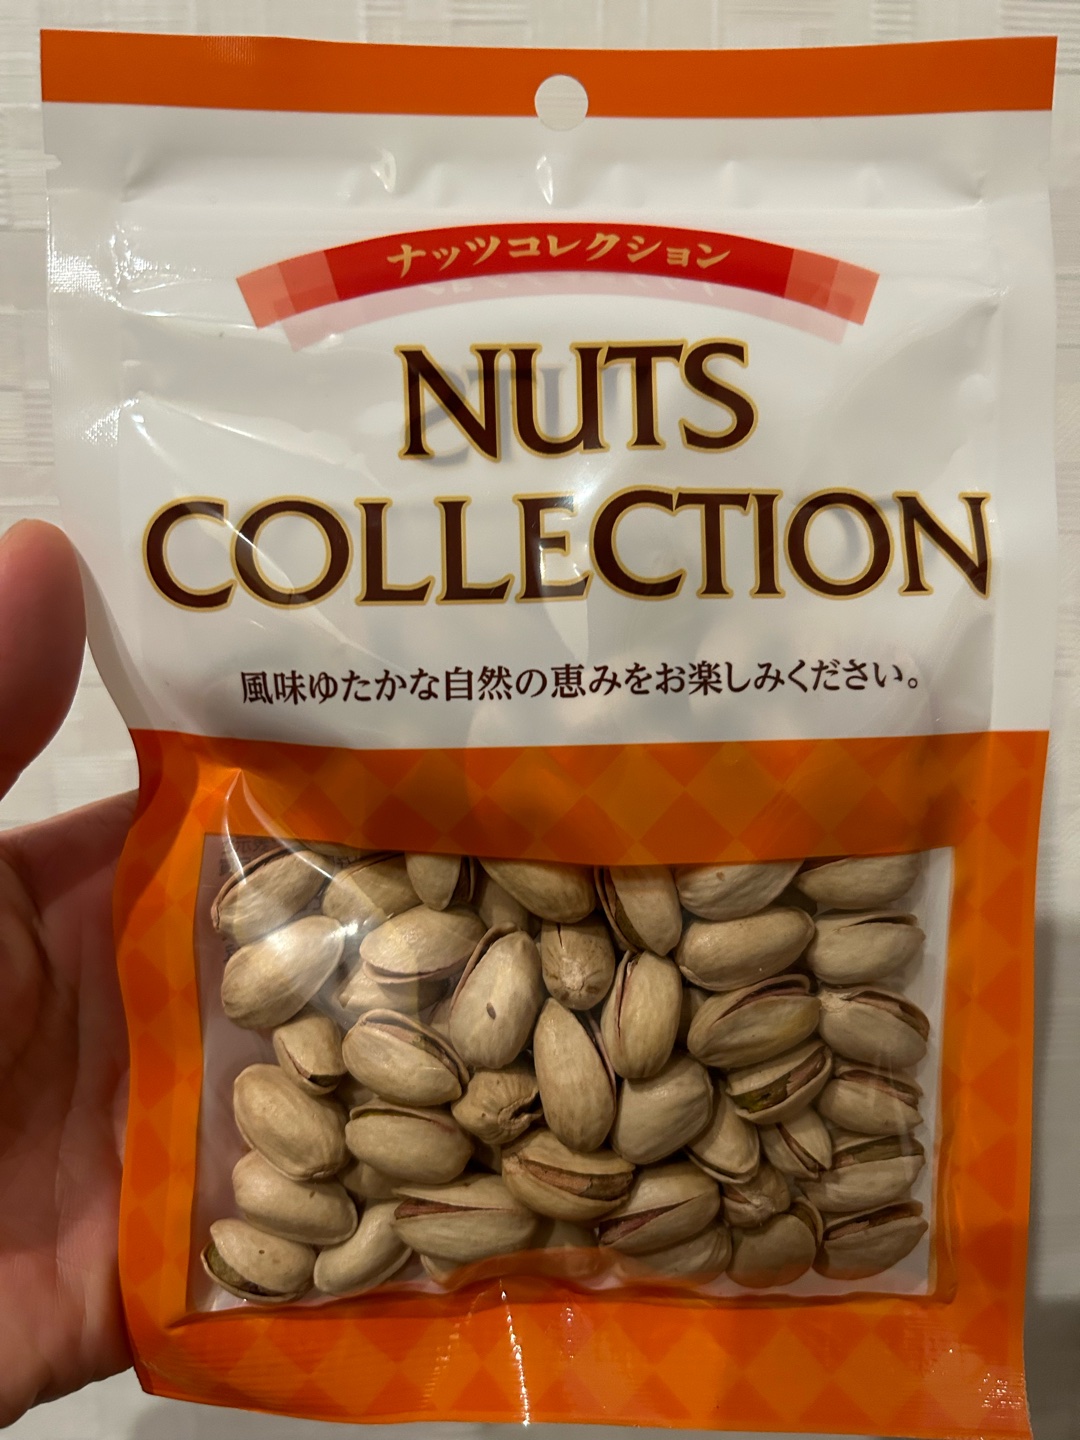 ナッツコレクション
NUTS
COLLECTION
風味ゆたかな自然の恵みをお楽しみください。